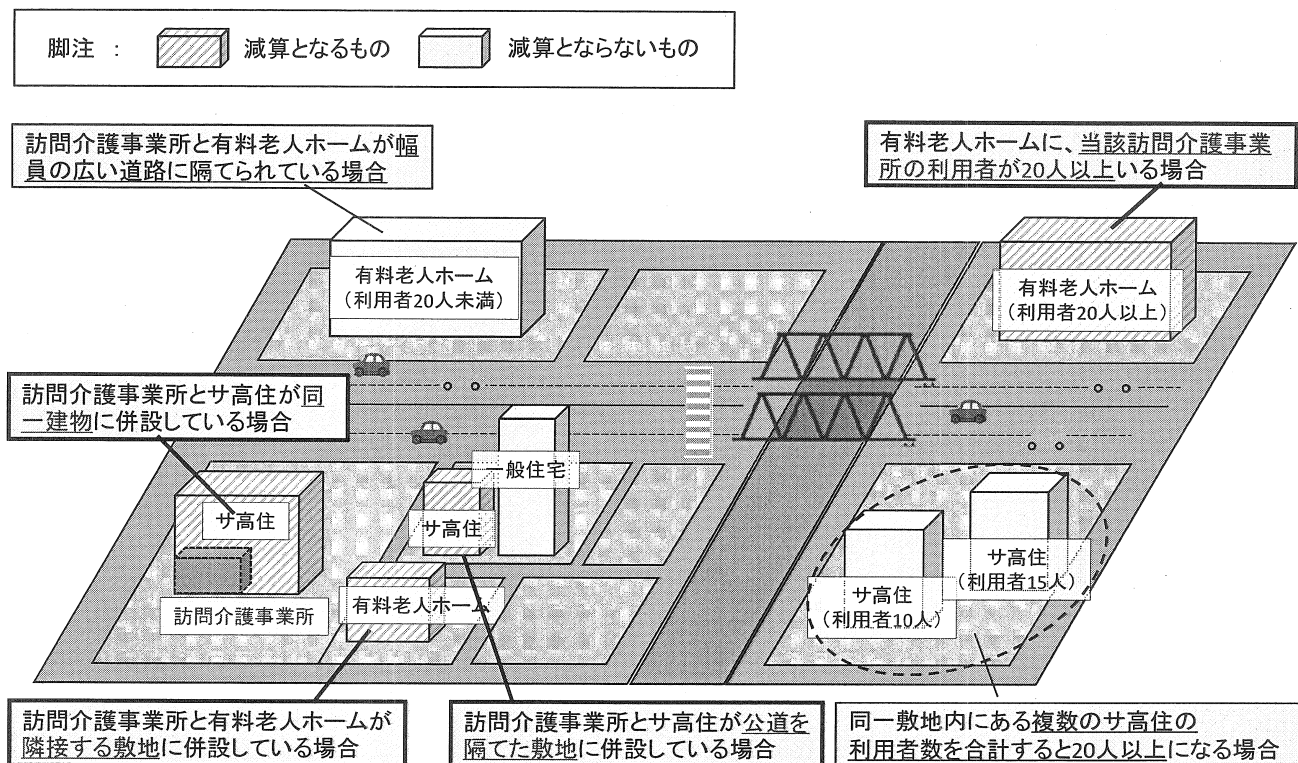 脚注 ： 減算となるもの 減算とならないもの
訪問介護事業所と有料老人ホームが幅
員の広い道路に隔てられている場合
有料老人ホームに、当該訪問介護事業
所の利用者が20人以上いる場合
有料老人ホーム
（利用者20人未満）
有料老人ホーム
（利用者20人以上）
訪問介護事業所とサ高住が同
一建物に併設している場合
一般住宅
サ高住
サ高住
訪問介護事業所
有料老人ホーム
サ高住
（利用者15人）
サ高住
（利用者10人）
訪問介護事業所と有料老人ホームが
隣接する敷地に併設している場合
訪問介護事業所とサ高住が公道を
隔てた敷地に併設している場合
同一敷地内にある複数のサ高住の
利用者数を合計すると20人以上になる場合